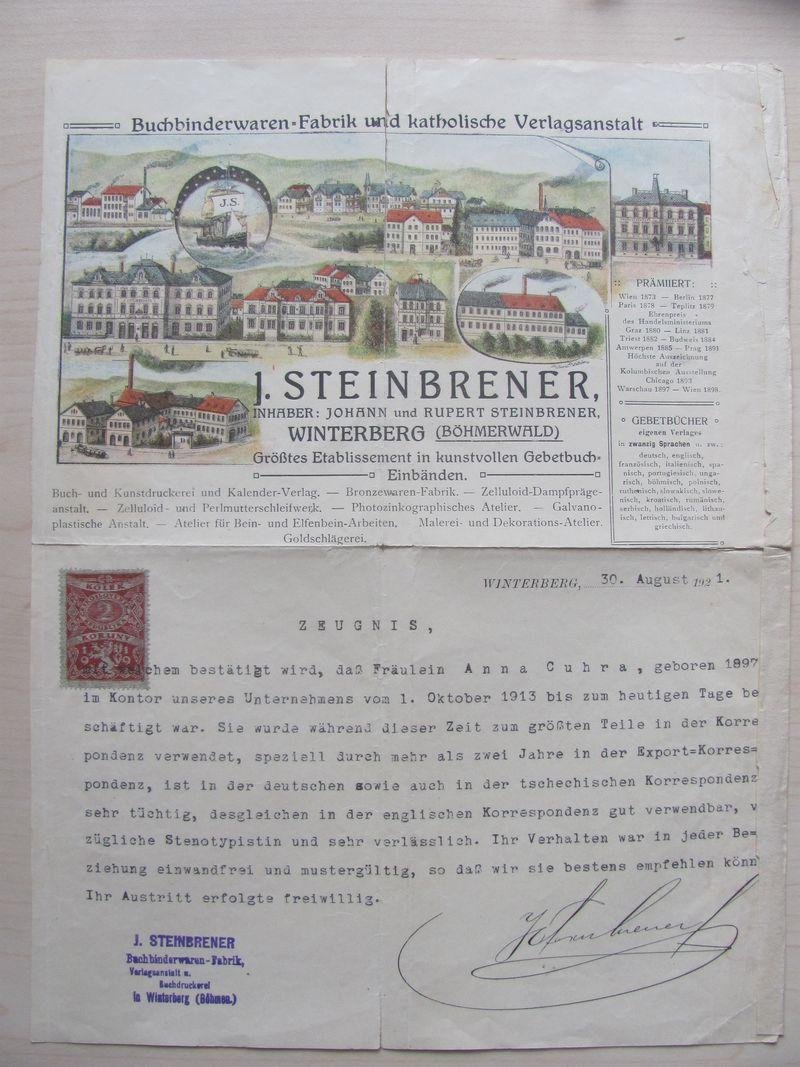 Buchbinderwaren-Fabrik und katholische Verlagsanstalt
J.S.
PRÄMIIERT:
Wien 1873 — Berlin 1877
Paris 1878 — Teplitz 1879
Ehrenpreis
des Handelsministeriums
Graz 1880 — Linz 1881
Triest 1882 — Budweis 1884
Antwerpen 1885 — Prag 1891
Höchste Auszeichnung
auf der
Kolumbischen Ausstellung
Chicago 1893
Warschau 1897 — Wien 1898.
GEBETBÜCHER
eigenen Verlages
in zwanzig Sprachen u. zw.:
deutsch, englisch,
französisch, italienisch, spa-
nisch, portugiesisch, unga-
risch, böhmisch, polnisch,
ruthenisch, slowakisch, slowe-
nisch, kroatisch, rumänisch,
serbisch, holländisch, lithau-
isch, lettisch, bulgarisch und
griechisch.
J. STEINBRENER,
INHABER: JOHANN und RUPERT STEINBRENER,
WINTERBERG (BÖHMERWALD)
Größtes Etablissement in kunstvollen Gebetbuch-
Einbänden.
Buch- und Kunstdruckerei und Kalender-Verlag. — Bronzewaren-Fabrik. — Zelluloid-Dampfpräge-
anstalt. — Zelluloid- und Perlmutterschleifwerk. — Photozinkographisches Atelier. — Galvano-
plastische Anstalt. — Atelier für Bein- und Elfenbein-Arbeiten. Malerei- und Dekorations-Atelier.
Goldschlägerei.
KOLEK
2
KORUNY
1919
WINTERBERG, 30. August 1921.
ZEUGNIS,
mit welchem bestätigt wird, daß Fräulein Anna Cuhra, geboren 1897
im Kontor unseres Unternehmens vom 1. Oktober 1913 bis zum heutigen Tage be
schäftigt war. Sie wurde während dieser Zeit zum größten Teile in der Korre
pondenz verwendet, speziell durch mehr als zwei Jahre in der Export=Korres=
pondenz, ist in der deutschen sowie auch in der tschechischen Korrespondenz
sehr tüchtig, desgleichen in der englischen Korrespondenz gut verwendbar, v
zügliche Stenotypistin und sehr verlässlich. Ihr Verhalten war in jeder Be=
ziehung einwandfrei und mustergültig, so daß wir sie bestens empfehlen könn
Ihr Austritt erfolgte freiwillig.
JSteinbrener
J. STEINBRENER
Buchbinderwaren-Fabrik,
Verlagsanstalt u.
Buchdruckerei
in Winterberg (Böhmen.)